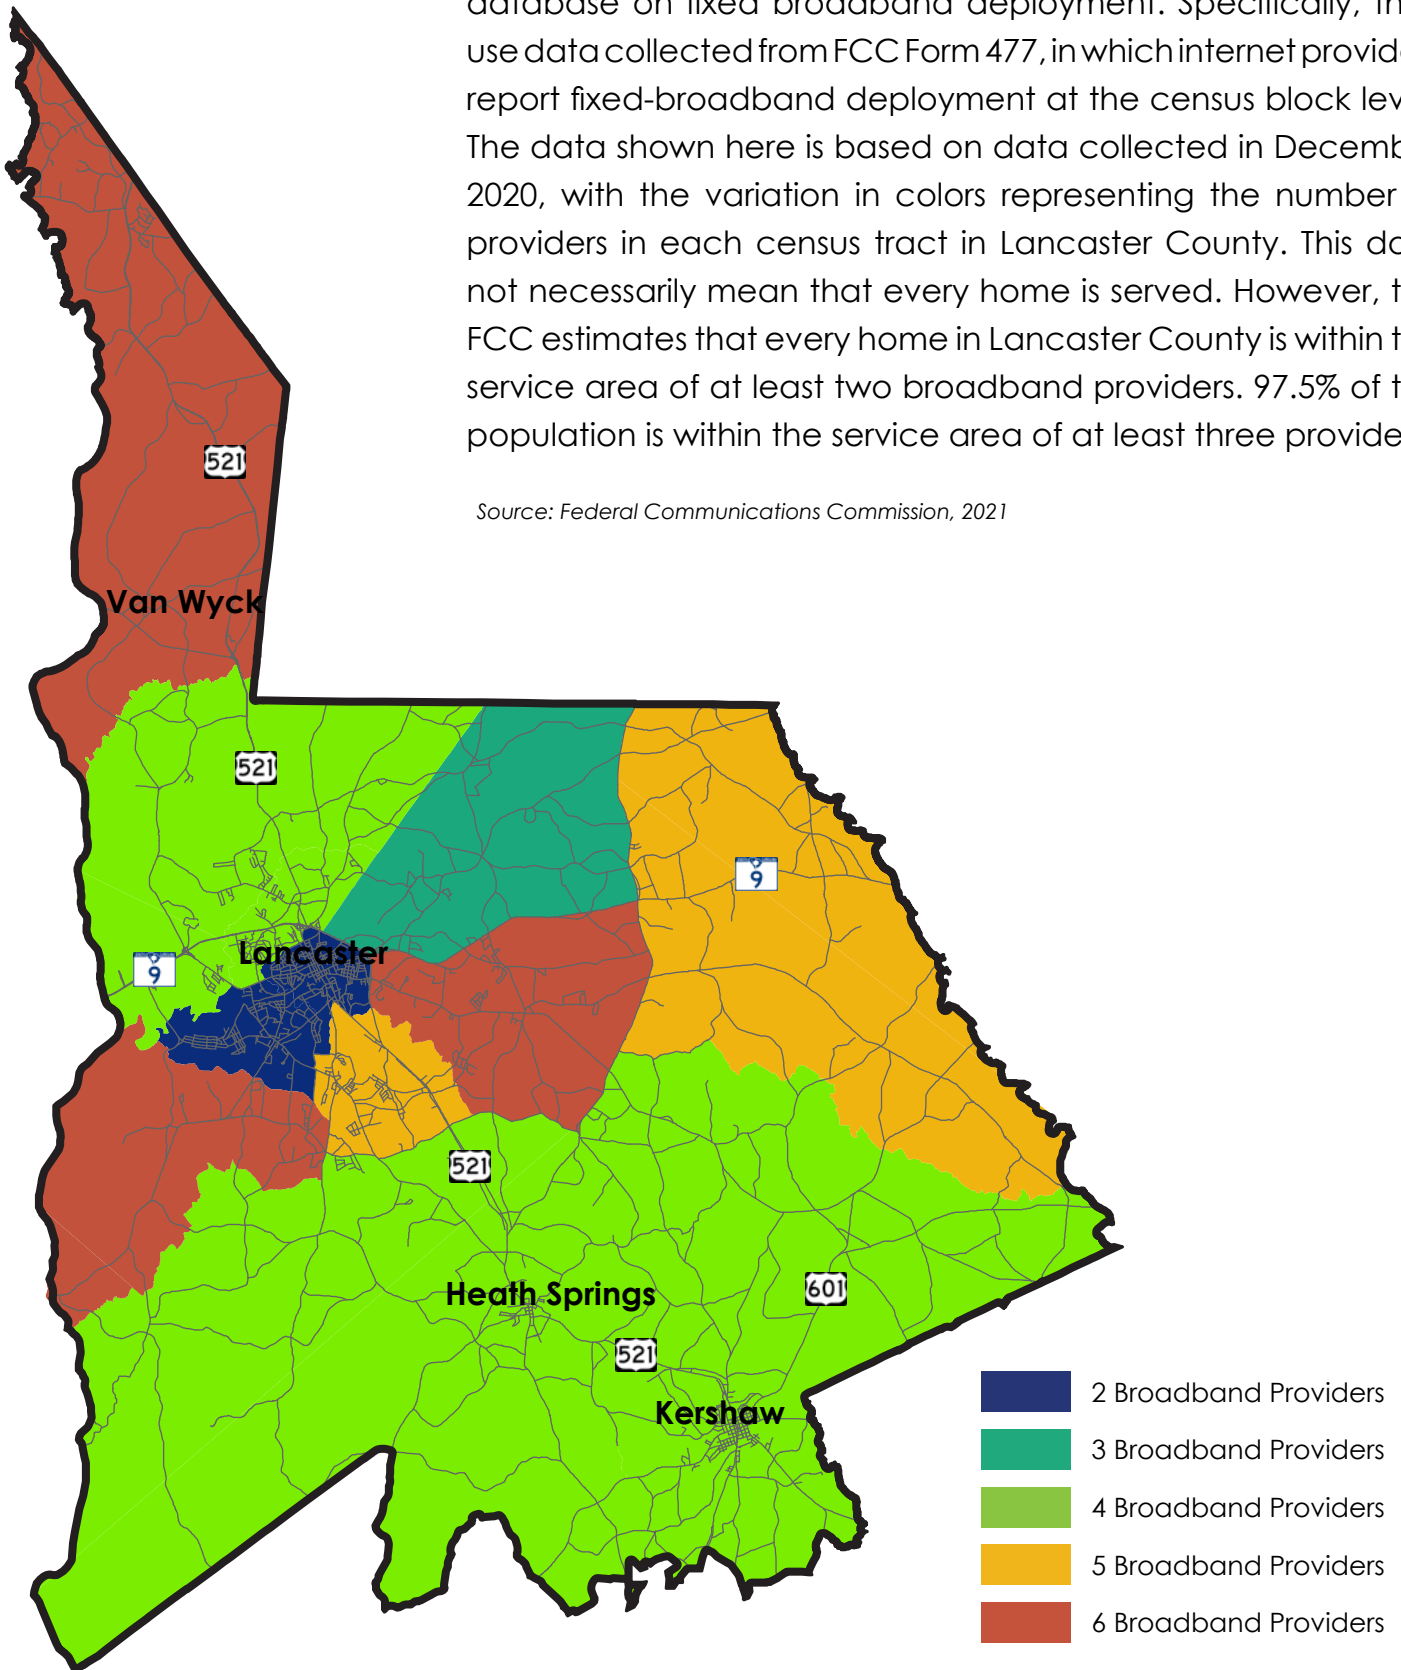 database on fixed broadband deployment. Specifically,
use data collected from FCC Form 477, in which internet
report fixed-broadband deployment at the census block
The data shown here is based on data collected in
2020, with the variation in colors representing the number
providers in each census tract in Lancaster County. This
not necessarily mean that every home is served. However,
FCC estimates that every home in Lancaster County is within
service area of at least two broadband providers. 97.5% of
population is within the service area of at least three
Source: Federal Communications Commission, 2021
521
Van Wyck
521
9
Lancaster
9
521
Heath Springs
601
521
Kershaw
2 Broadband Providers
3 Broadband Providers
4 Broadband Providers
5 Broadband Providers
6 Broadband Providers